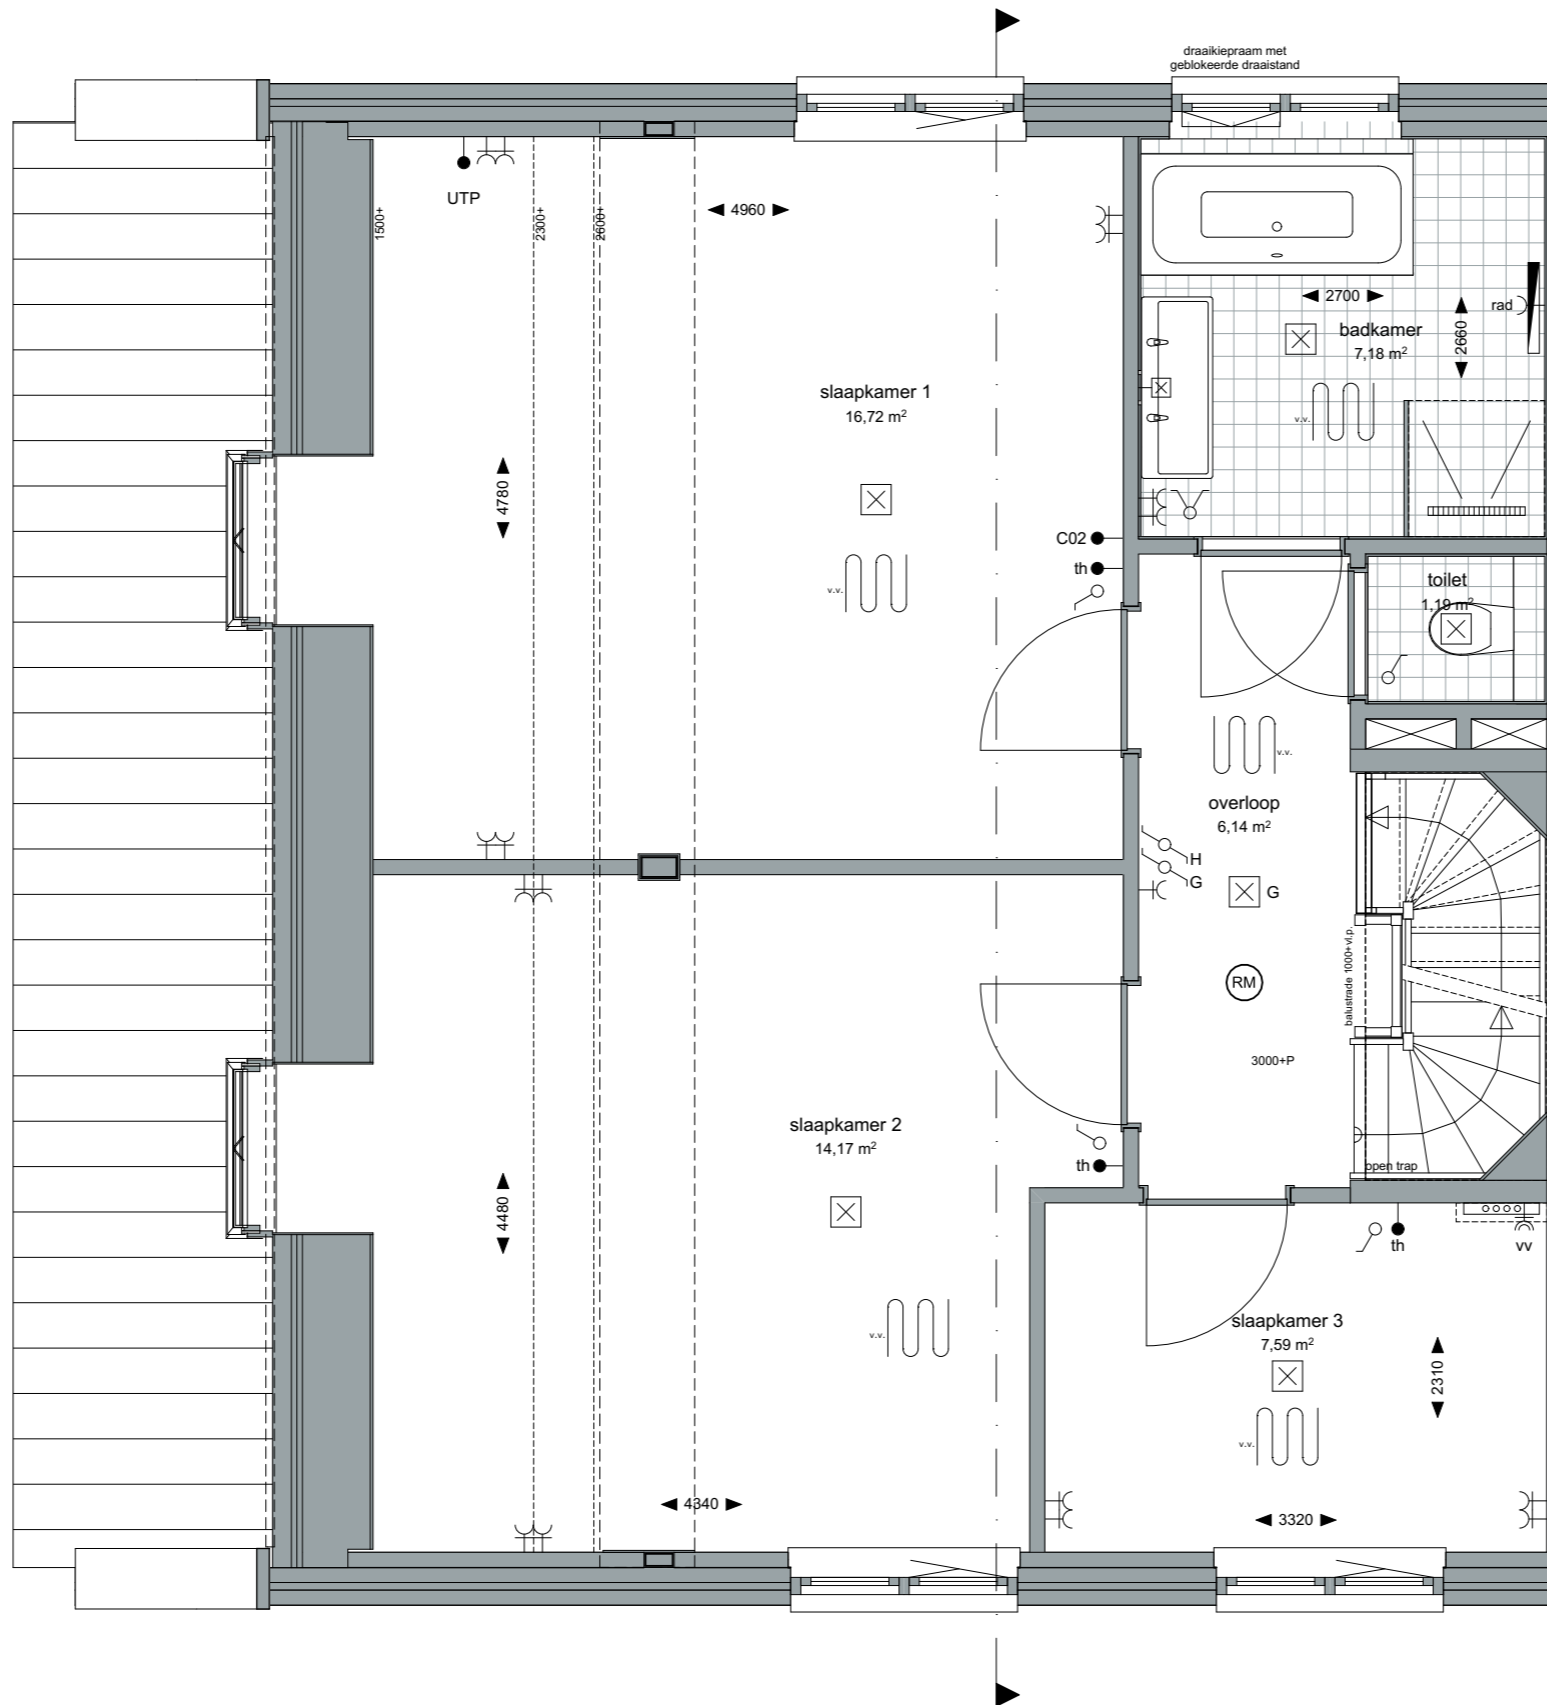 draaikiepraam met
geblokeerde draaistand
UTP
1500+
2300+
2600+
4960
2700
rad
badkamer
7,18 m²
2660
slaapkamer 1
16,72 m²
v.v.
4780
C02
th
v.v.
toilet
1,19 m²
v.v.
overloop
6,14 m²
H
G
G
RM
balustrade 1000+vl.p.
3000+P
slaapkamer 2
14,17 m²
th
open trap
4480
th
vv
slaapkamer 3
7,59 m²
v.v.
2310
v.v.
4340
3320